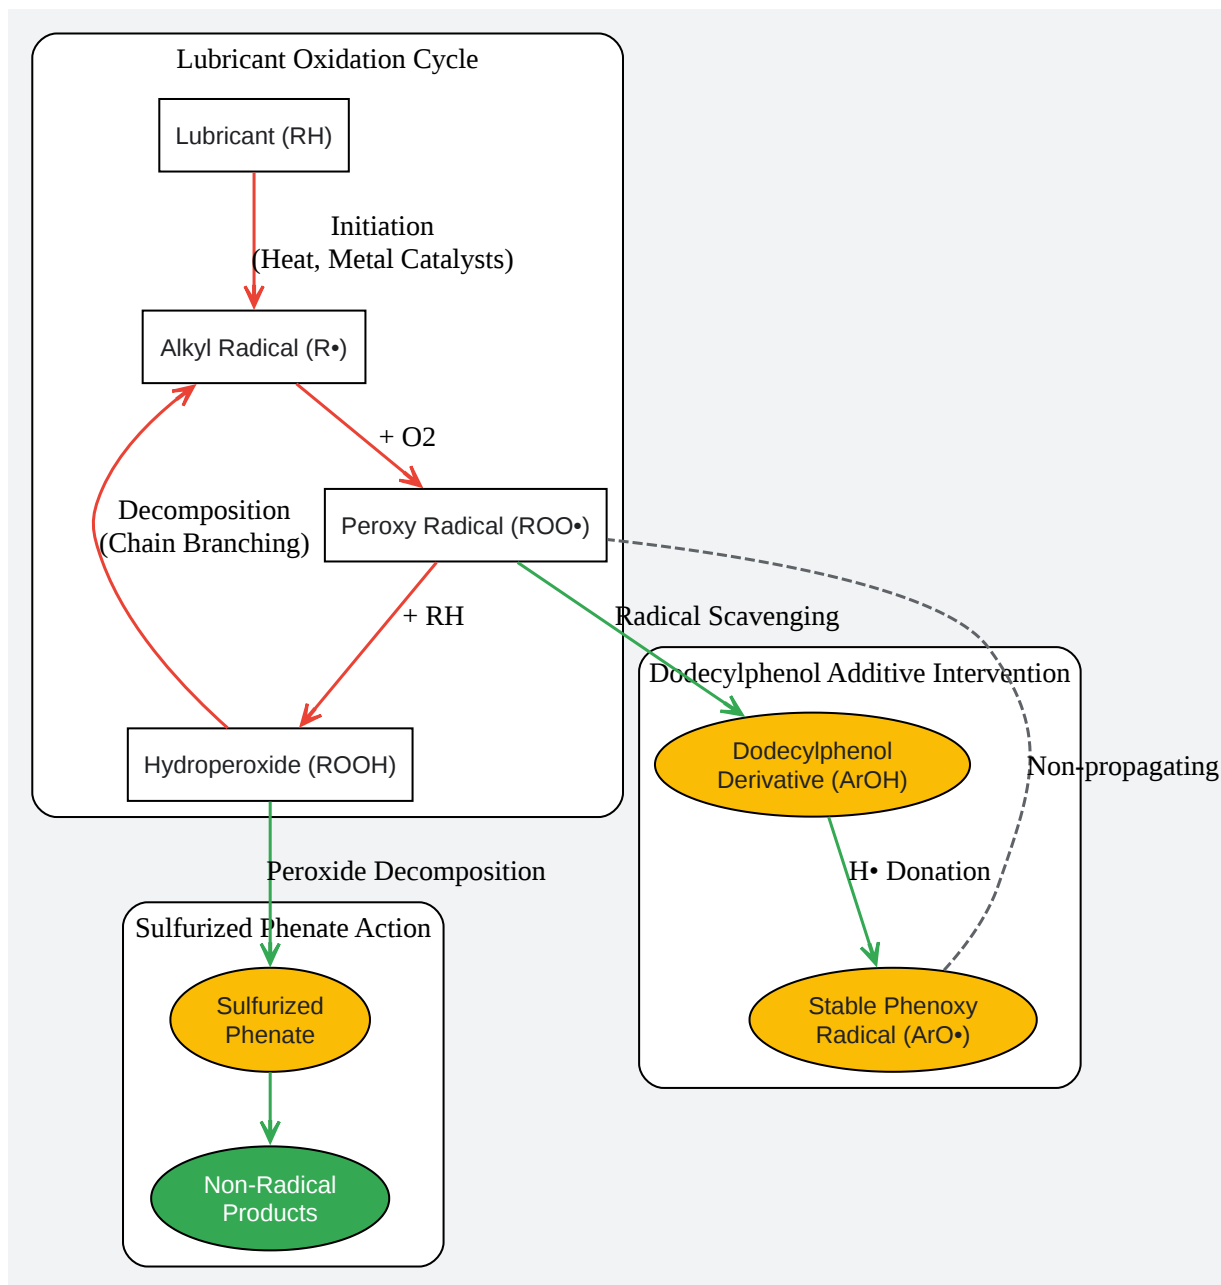 Lubricant Oxidation Cycle
Lubricant (RH)
Initiation
(Heat, Metal Catalysts)
Alkyl Radical (R•)
+ O2
Decomposition
(Chain Branching)
Peroxy Radical (ROO•)
+ RH
Radical Scavenging
Dodecylphenol Additive Intervention
Hydroperoxide (ROOH)
Dodecylphenol
Derivative (ArOH)
Non-propagating
Peroxide Decomposition
H• Donation
Sulfurized Phenate Action
Sulfurized
Phenate
Stable Phenoxy
Radical (ArO•)
Non-Radical
Products